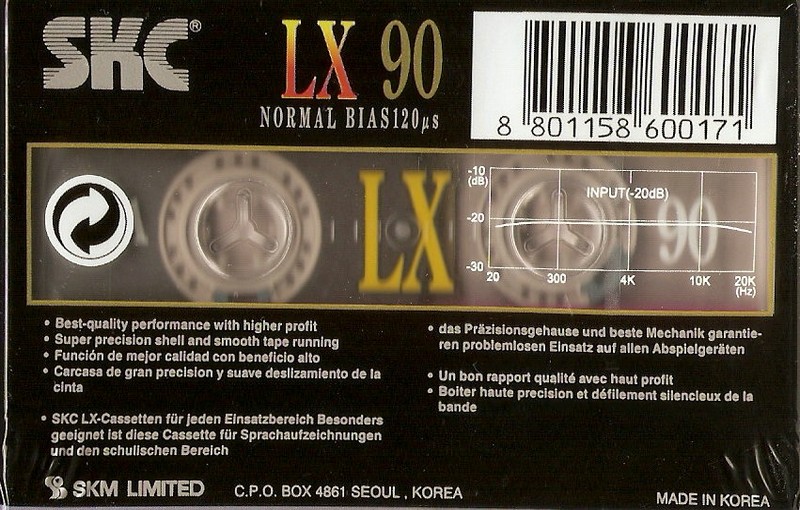 SKC®
LX 90
NORMAL BIAS120μs
8 801158 600171
A
LX
90
-10
(dB)
INPUT(-20dB)
-20
-30
20 300 4K 10K 20K
(Hz)
• Best-quality performance with higher profit
• Super precision shell and smooth tape running
• Función de mejor calidad con beneficio alto
• Carcasa de gran precision y suave deslizamiento de la
cinta
• SKC LX-Cassetten für jeden Einsatzbereich Besonders
geeignet ist diese Cassette für Sprachaufzeichnungen
und den schulischen Bereich
• das Präzisionsgehause und beste Mechanik garantie-
ren problemlosen Einsatz auf allen Abspielgeräten
• Un bon rapport qualité avec haut profit
• Boiter haute precision et défilement silencieux de la
bande
SKM LIMITED
C.P.O. BOX 4861 SEOUL , KOREA
MADE IN KOREA